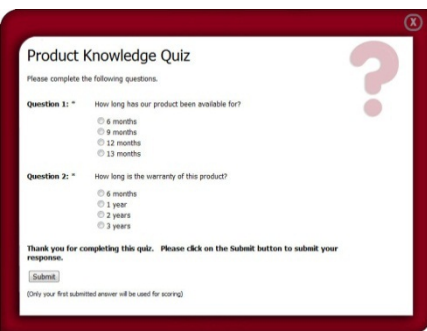 X
Product Knowledge Quiz
Please complete the following questions.
Question 1: * How long has our product been available for?
6 months
9 months
12 months
13 months
Question 2: * How long is the warrenty of this product?
6 months
1 year
2 years
3 years
Thank you for completing this quiz. Please click on the Submit button to submit your
response.
Submit
(Only your first submitted answer will be used for scoring)
?